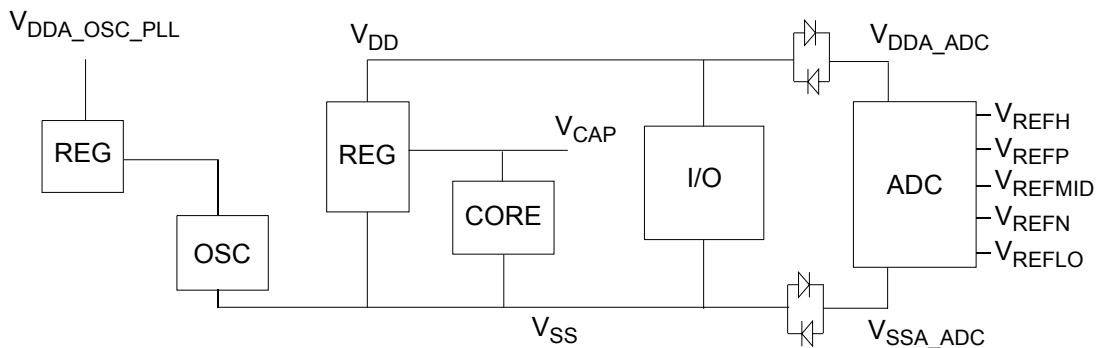 VDDA_OSC_PLL
VDD
VDDA_ADC
REG
REG
VCAP
I/O
ADC
VREFH
VREFP
VREFMID
VREFN
VREFLO
CORE
OSC
VSS
VSSA_ADC